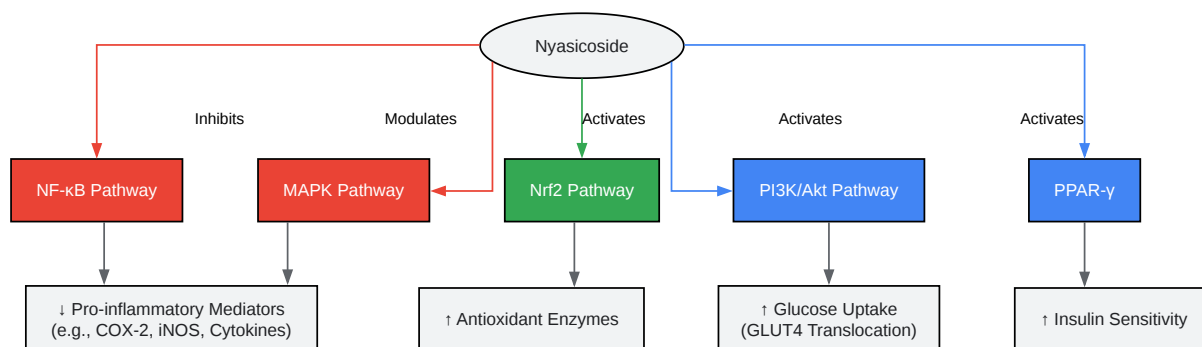 Nyasicoside
Inhibits
Modulates
Activates
Activates
Activates
NF-κB Pathway
MAPK Pathway
Nrf2 Pathway
PI3K/Akt Pathway
PPAR-γ
↓ Pro-inflammatory Mediators
(e.g., COX-2, iNOS, Cytokines)
↑ Antioxidant Enzymes
↑ Glucose Uptake
(GLUT4 Translocation)
↑ Insulin Sensitivity